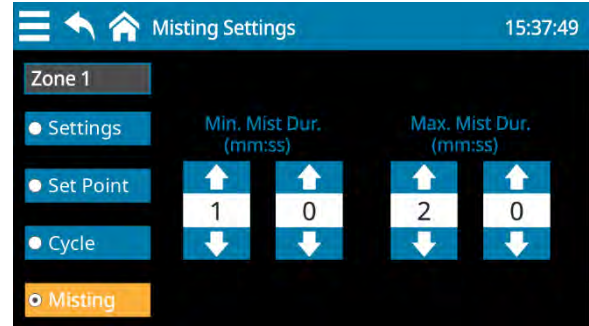 Misting Settings 15:37:49
Zone 1
Settings
Set Point
Cycle
Misting
Min. Mist Dur.
(mm:ss)
1 0
Max. Mist Dur.
(mm:ss)
2 0